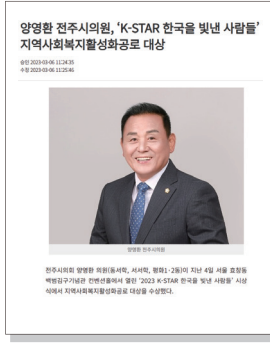 양영환 전주시의원, ‘K-STAR 한국을 빛낸 사람들’
지역사회복지활성화공로 대상
승인 2023-03-06 11:24:35
수정 2023-03-06 11:25:46
양영환 전주시의원
전주시의회 양영환 의원(동서학, 서서학, 평화1·2동)이 지난 4일 서울 효창동
백범김구기념관 컨벤션홀에서 열린 ‘2023 K-STAR 한국을 빛낸 사람들’ 시상
식에서 지역사회복지활성화공로 대상을 수상했다.